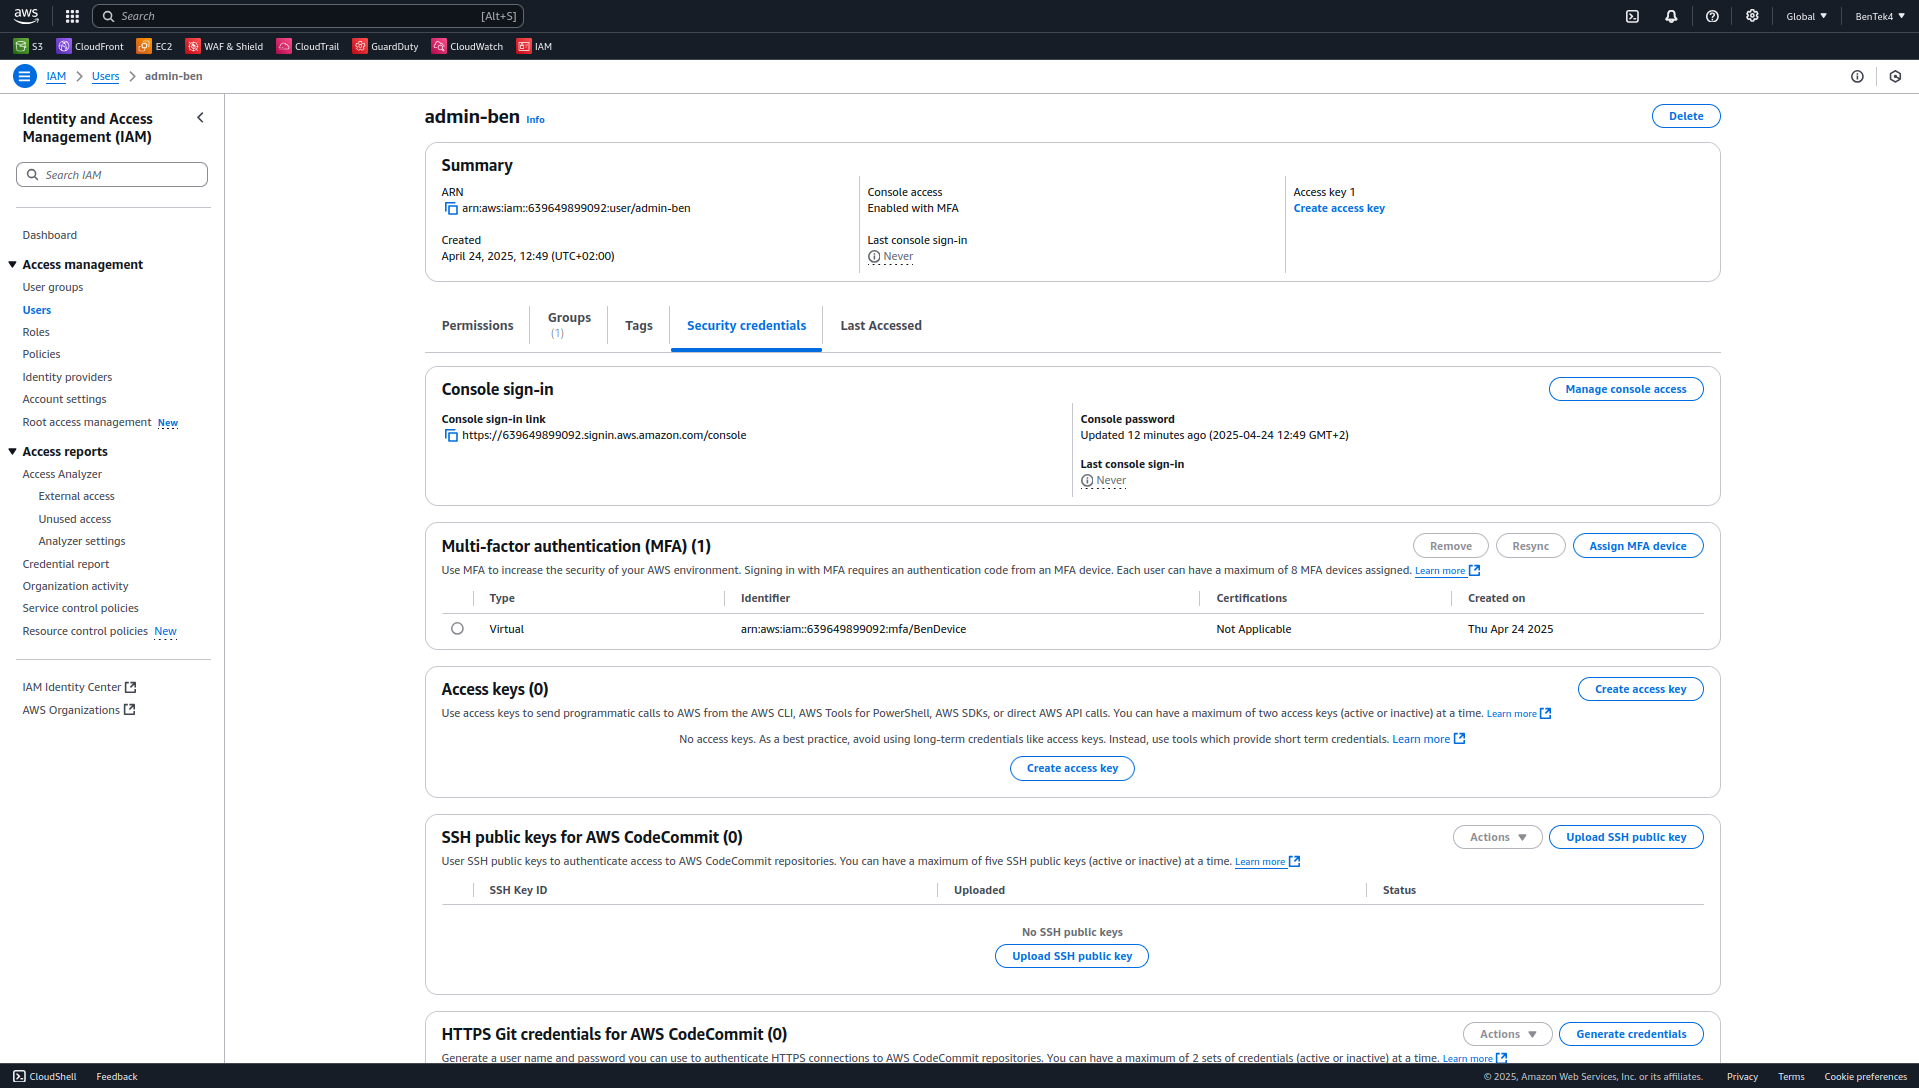 aws Search [Alt+S] Global BenTek4
S3 CloudFront EC2 WAF & Shield CloudTrail GuardDuty CloudWatch IAM
IAM Users admin-ben
Identity and Access
Management (IAM)
Search IAM
Dashboard
Access management
User groups
Users
Roles
Policies
Identity providers
Account settings
Root access management New
Access reports
Access Analyzer
External access
Unused access
Analyzer settings
Credential report
Organization activity
Service control policies
Resource control policies New
IAM Identity Center
AWS Organizations
admin-ben Info Delete
Summary
ARN
arn:aws:iam::639649899092:user/admin-ben
Created
April 24, 2025, 12:49 (UTC+02:00)
Console access
Enabled with MFA
Last console sign-in
Never
Access key 1
Create access key
Permissions
Groups
(1)
Tags
Security credentials
Last Accessed
Console sign-in Manage console access
Console sign-in link
https://639649899092.signin.aws.amazon.com/console
Console password
Updated 12 minutes ago (2025-04-24 12:49 GMT+2)
Last console sign-in
Never
Multi-factor authentication (MFA) (1) Remove Resync Assign MFA device
Use MFA to increase the security of your AWS environment. Signing in with MFA requires an authentication code from an MFA device. Each user can have a maximum of 8 MFA devices assigned. Learn more
Type Identifier Certifications Created on
Virtual arn:aws:iam::639649899092:mfa/BenDevice Not Applicable Thu Apr 24 2025
Access keys (0) Create access key
Use access keys to send programmatic calls to AWS from the AWS CLI, AWS Tools for PowerShell, AWS SDKs, or direct AWS API calls. You can have a maximum of two access keys (active or inactive) at a time. Learn more
No access keys. As a best practice, avoid using long-term credentials like access keys. Instead, use tools which provide short term credentials. Learn more
Create access key
SSH public keys for AWS CodeCommit (0) Actions Upload SSH public key
User SSH public keys to authenticate access to AWS CodeCommit repositories. You can have a maximum of five SSH public keys (active or inactive) at a time. Learn more
SSH Key ID Uploaded Status
No SSH public keys
Upload SSH public key
HTTPS Git credentials for AWS CodeCommit (0) Actions Generate credentials
Generate a user name and password you can use to authenticate HTTPS connections to AWS CodeCommit repositories. You can have a maximum of 2 sets of credentials (active or inactive) at a time. Learn more
CloudShell Feedback © 2025, Amazon Web Services, Inc. or its affiliates. Privacy Terms Cookie preferences